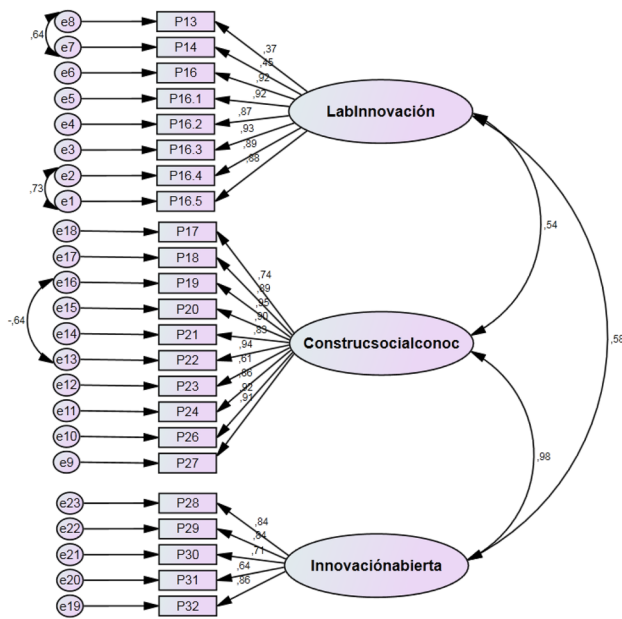 e8 P13
,64
e7 P14
e6 P16
e5 P16.1
e4 P16.2
e3 P16.3
e2 P16.4
,73
e1 P16.5
,37
,45
,92
,92
,87
,93
,89
,88
LabInnovación
e18 P17
e17 P18
e16 P19
-,64
e15 P20
e14 P21
e13 P22
e12 P23
e11 P24
e10 P26
e9 P27
,74
,89
,95
,90
,83
,94
,61
,86
,92
,91
Construcsocialconoc
,54
,58
,98
e23 P28
e22 P29
e21 P30
e20 P31
e19 P32
,84
,84
,71
,64
,86
Innovaciónabierta